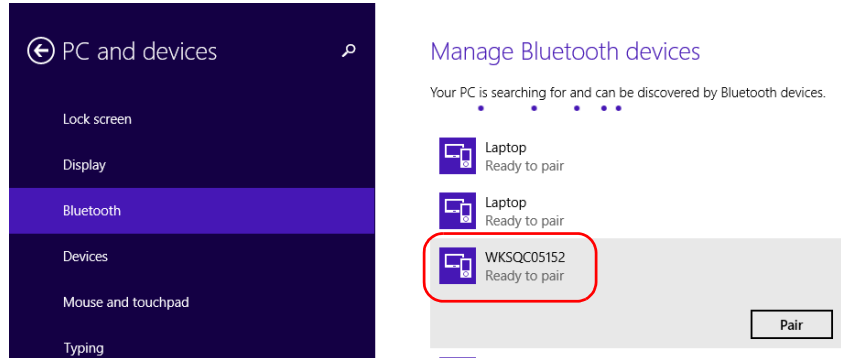 PC and devices
Lock screen
Display
Bluetooth
Devices
Mouse and touchpad
Typing
Manage Bluetooth devices
Your PC is searching for and can be discovered by Bluetooth devices.
Laptop
Ready to pair
Laptop
Ready to pair
WKSQC05152
Ready to pair
Pair